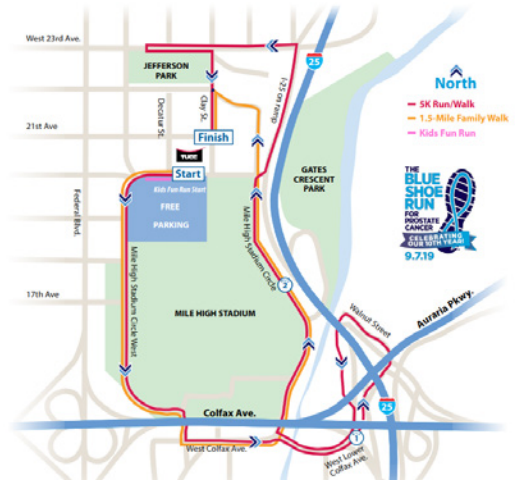 West 23rd Ave.
JEFFERSON
PARK
I-25 on ramp
25
North
5K Run/Walk
1.5-Mile Family Walk
Kids Fun Run
Decatur St.
Clay St.
21st Ave
Finish
Start
Kids Fun Run Start
FREE
PARKING
GATES
CRESCENT
PARK
THE
BLUE
SHOE
RUN
FOR
PROSTATE
CANCER
CELEBRATING
OUR 10TH YEAR!
9.7.19
Federal Blvd.
Mile High Stadium Circle West
Mile High Stadium Circle
17th Ave
2
MILE HIGH STADIUM
Walnut Street
Auraria Pkwy.
25
Colfax Ave.
1
West Colfax Ave.
West Lower
Colfax Ave.